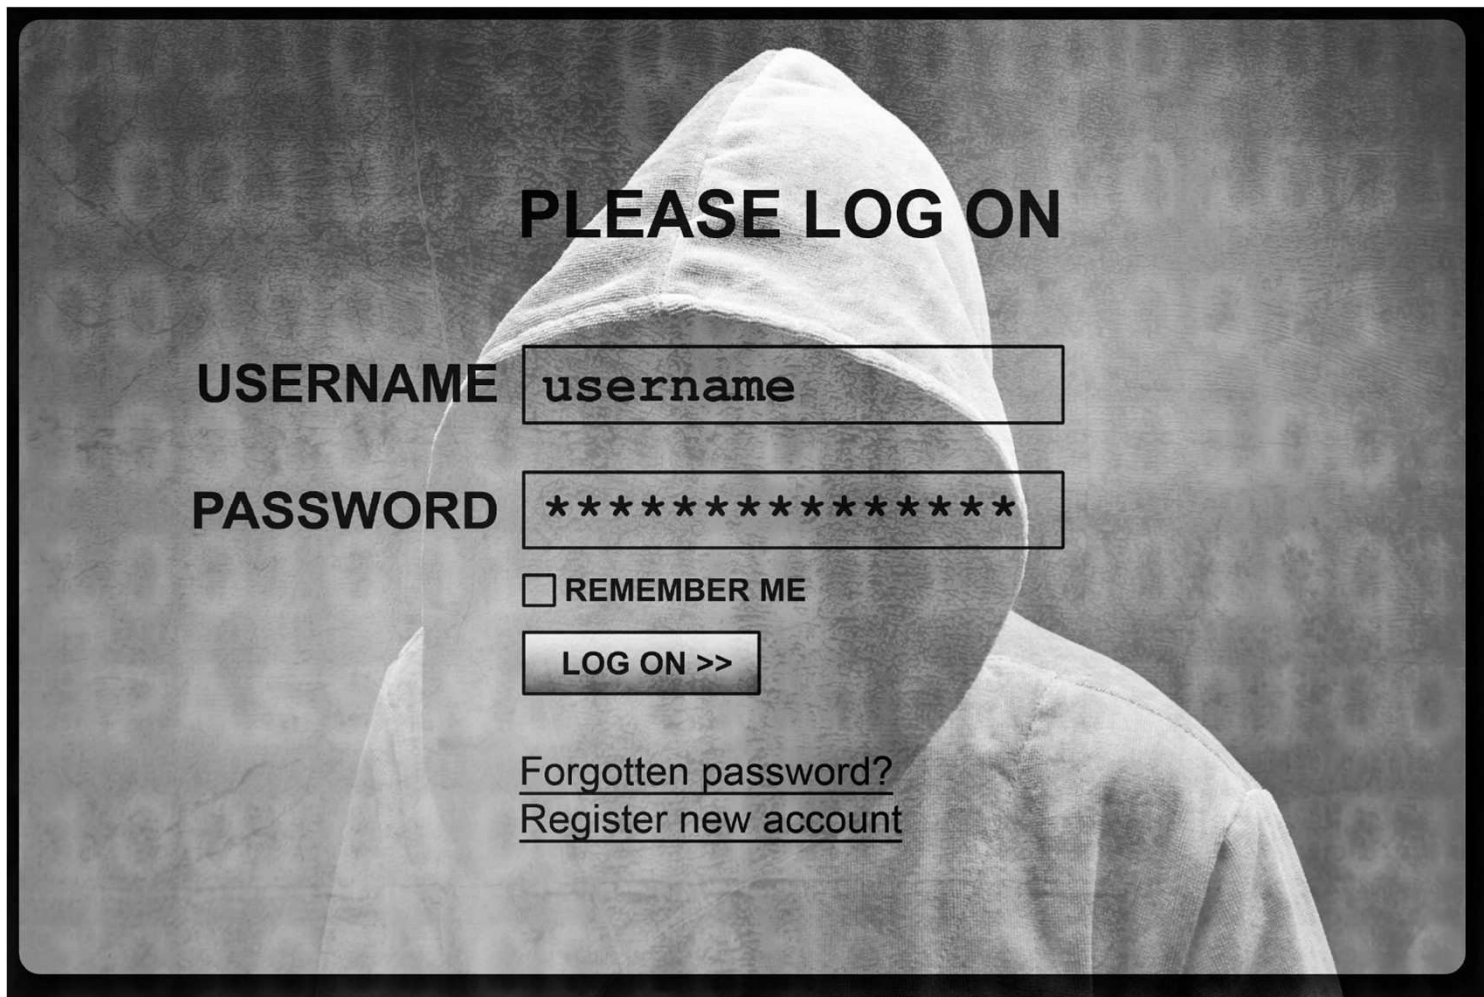 PLEASE LOG ON
USERNAME username
PASSWORD ***************
REMEMBER ME
LOG ON >>
Forgotten password?
Register new account